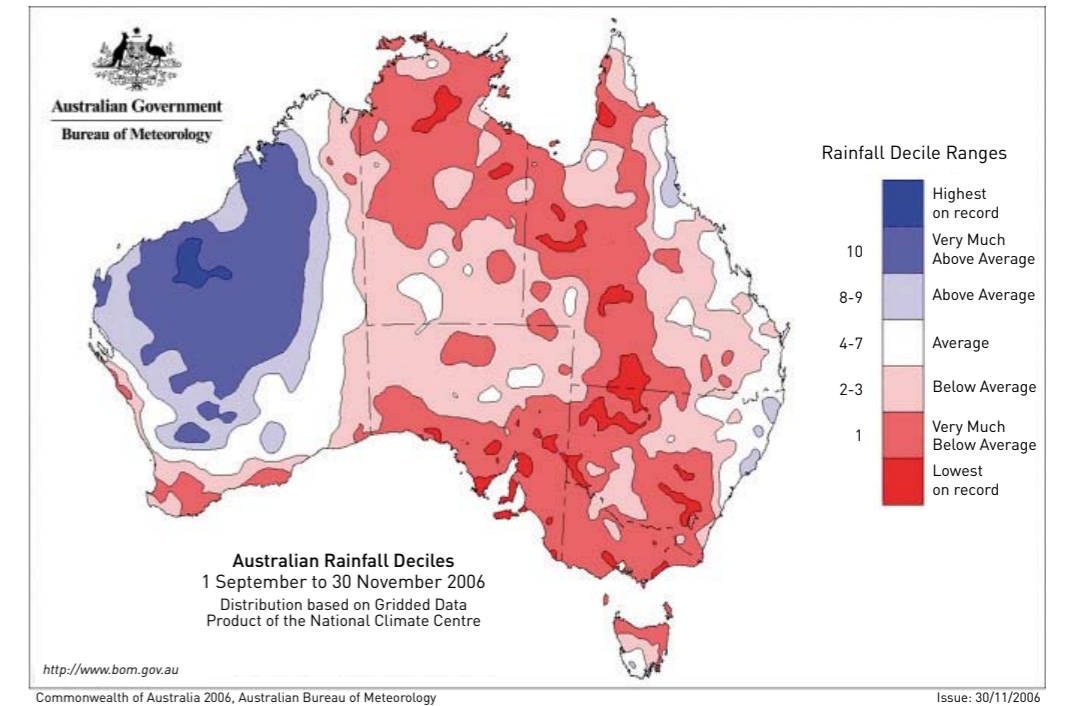 Australian Government
Bureau of Meteorology
Rainfall Decile Ranges
Highest
on record
10
Very Much
Above Average
8-9
Above Average
4-7
Average
2-3
Below Average
1
Very Much
Below Average
Lowest
on record
Australian Rainfall Deciles
1 September to 30 November 2006
Distribution based on Gridded Data
Product of the National Climate Centre
http://www.bom.gov.au
Commonwealth of Australia 2006, Australian Bureau of Meteorology
Issue: 30/11/2006